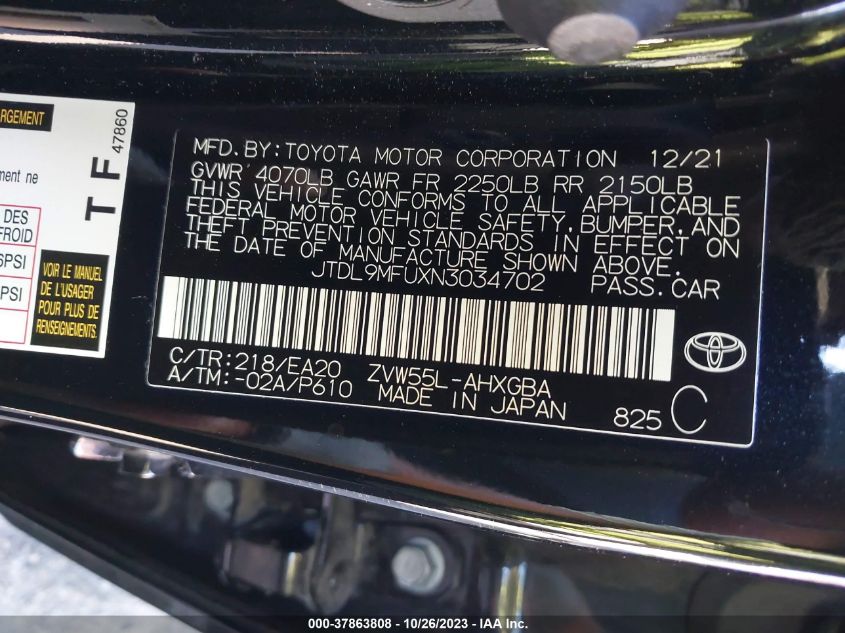 ARGEMENT
47860
T F
ment ne
DES
FROID
6PSI
PSI
LIRE LE MANUEL
DE L'USAGER
POUR PLUS DE
RENSEIGNEMENTS.
MFD. BY: TOYOTA MOTOR CORPORATION 12/21
GVWR 4070LB GAWR FR 2250LB RR 2150LB
THIS VEHICLE CONFORMS TO ALL APPLICABLE
FEDERAL MOTOR VEHICLE SAFETY, BUMPER, AND
THEFT PREVENTION STANDARDS IN EFFECT ON
THE DATE OF MANUFACTURE SHOWN ABOVE.
JTDL9MFUXN3034702 PASS. CAR
C/TR: 218/EA20 ZVW55L-AHXGBA
A/TM: -02A/P610 MADE IN JAPAN
825 C
000-37863808 - 10/26/2023 - IAA Inc.